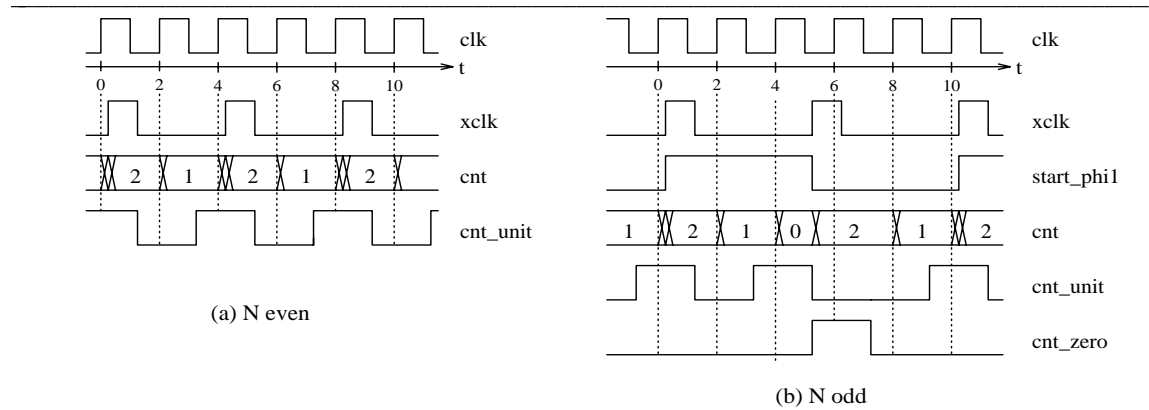 clk
t
0 2 4 6 8 10
xclk
2 1 2 1 2
cnt
cnt_unit
(a) N even
clk
t
0 2 4 6 8 10
xclk
start_phi1
1 2 1 0 2 1 2
cnt
cnt_unit
cnt_zero
(b) N odd